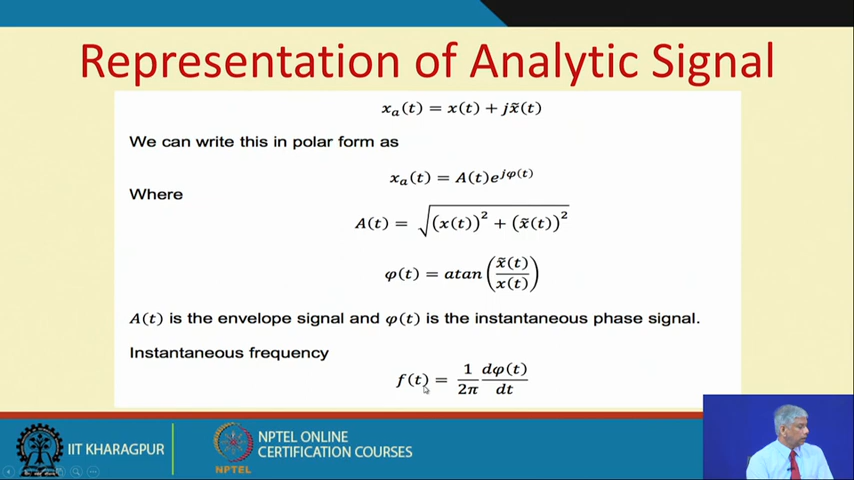 Representation of Analytic Signal
xₐ(t) = x(t) + jx̃(t)
We can write this in polar form as
xₐ(t) = A(t)e^{jφ(t)}
Where
A(t) = √((x(t))² + (x̃(t))²)
φ(t) = atan(x̃(t)/x(t))
A(t) is the envelope signal and φ(t) is the instantaneous phase signal.
Instantaneous frequency
f(t) = 1/2π dφ(t)/dt
IIT KHARAGPUR
NPTEL
NPTEL ONLINE
CERTIFICATION COURSES